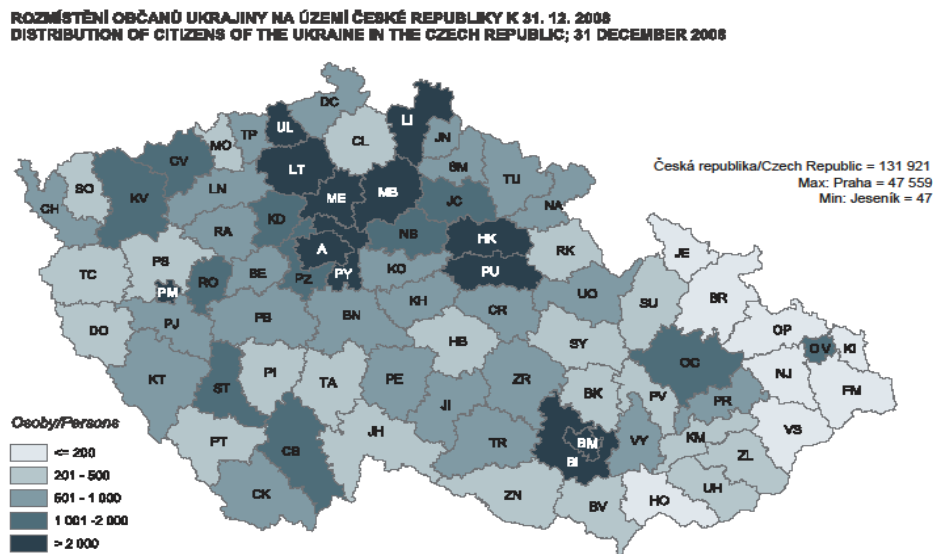 ROZMÍSTĚNÍ OBČANŮ UKRAJINY NA ÚZEMÍ ČESKÉ REPUBLIKY K 31. 12. 2008
DISTRIBUTION OF CITIZENS OF THE UKRAINE IN THE CZECH REPUBLIC; 31 DECEMBER 2008
Česká republika/Czech Republic = 131 921
Max: Praha = 47 559
Min: Jeseník = 47
DC
LI
UL
TP
MO
CL
JN
CV
LT
SM
TU
SO
LN
ME
MB
KV
JC
NA
CH
KD
RA
NB
HK
A
RK
JE
PS
TC
BE
PZ
PY
KO
PU
RO
PM
BR
UO
SU
KH
PJ
PB
BN
CR
DO
OP
HB
SY
OV
KI
OC
KT
PI
TA
PE
ZR
NJ
ST
BK
FM
PV
PR
JI
PT
JH
TR
BM
VY
KM
VS
CB
BI
ZL
CK
ZN
UH
BV
HO
Osoby/Persons
<= 200
201 - 500
501 - 1 000
1 001 -2 000
> 2 000